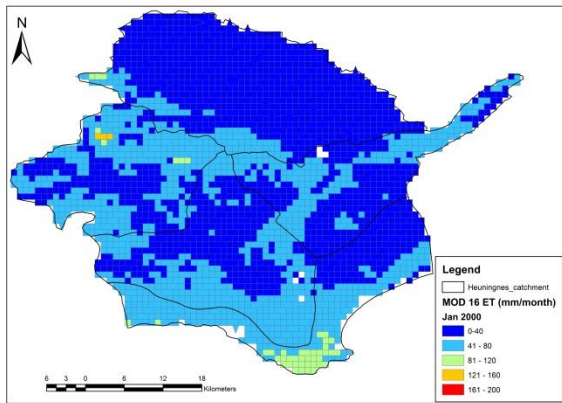 N
Legend
Heuningnes_catchment
MOD 16 ET (mm/month)
Jan 2000
0-40
41 - 80
81 - 120
121 - 160
161 - 200
6 3 0 6 12 18
Kilometers